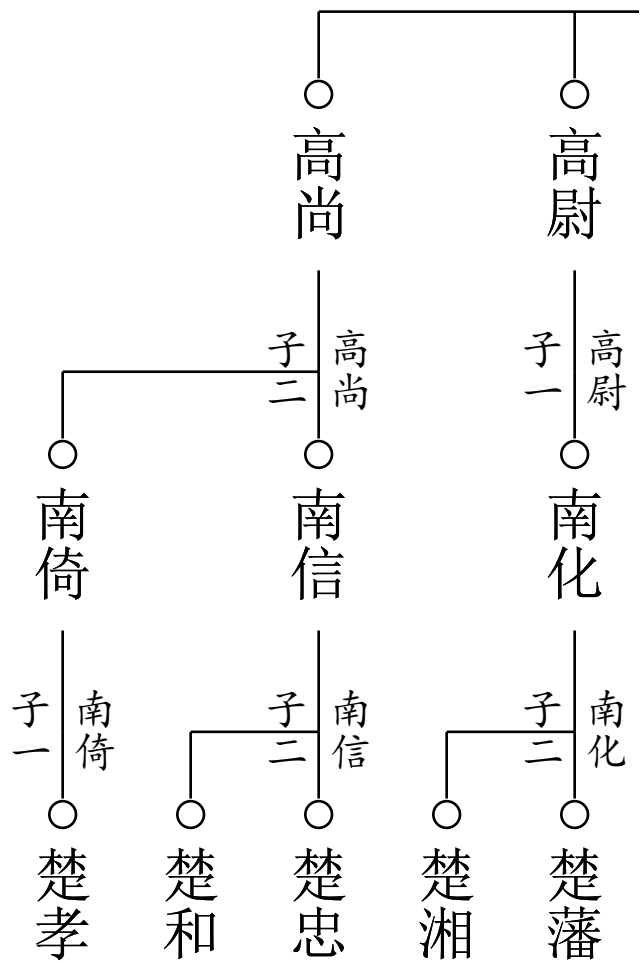 高尉
高尚
高尉
子一
高尚
子二
南化
南信
南倚
南化
子二
南信
子二
南倚
子一
楚藩
楚湘
楚忠
楚和
楚孝